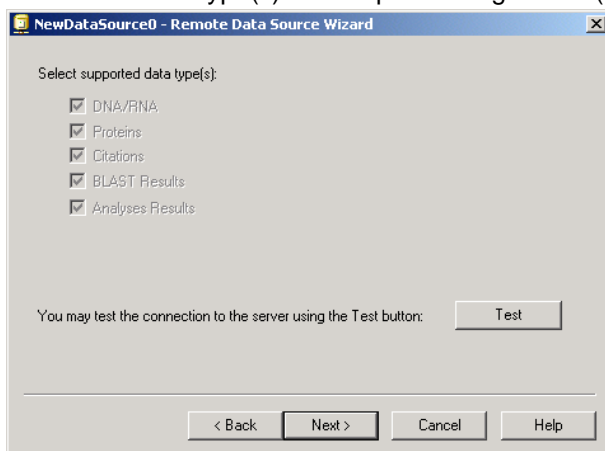 NewDataSource0 - Remote Data Source Wizard
Select supported data type(s):
DNA/RNA
Proteins
Citations
BLAST Results
Analyses Results
You may test the connection to the server using the Test button:
Test
< Back
Next >
Cancel
Help